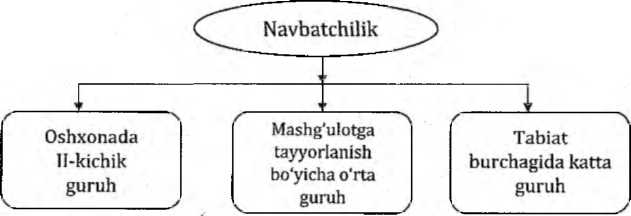 Navbatchilik
Oshxonada
II-kichik
guruh
Mashg'ulotga
tayyorlanish
bo'yicha o'rta
guruh
Tabiat
burchagida katta
guruh